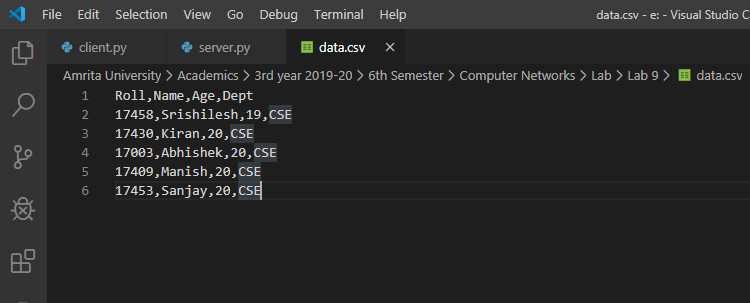 File Edit Selection View Go Debug Terminal Help data.csv - e: - Visual Studio C
client.py server.py data.csv
Amrita University > Academics > 3rd year 2019-20 > 6th Semester > Computer Networks > Lab > Lab 9 > data.csv
1 Roll,Name,Age,Dept
2 17458,Srishilesh,19,CSE
3 17430,Kiran,20,CSE
4 17003,Abhishek,20,CSE
5 17409,Manish,20,CSE
6 17453,Sanjay,20,CSE